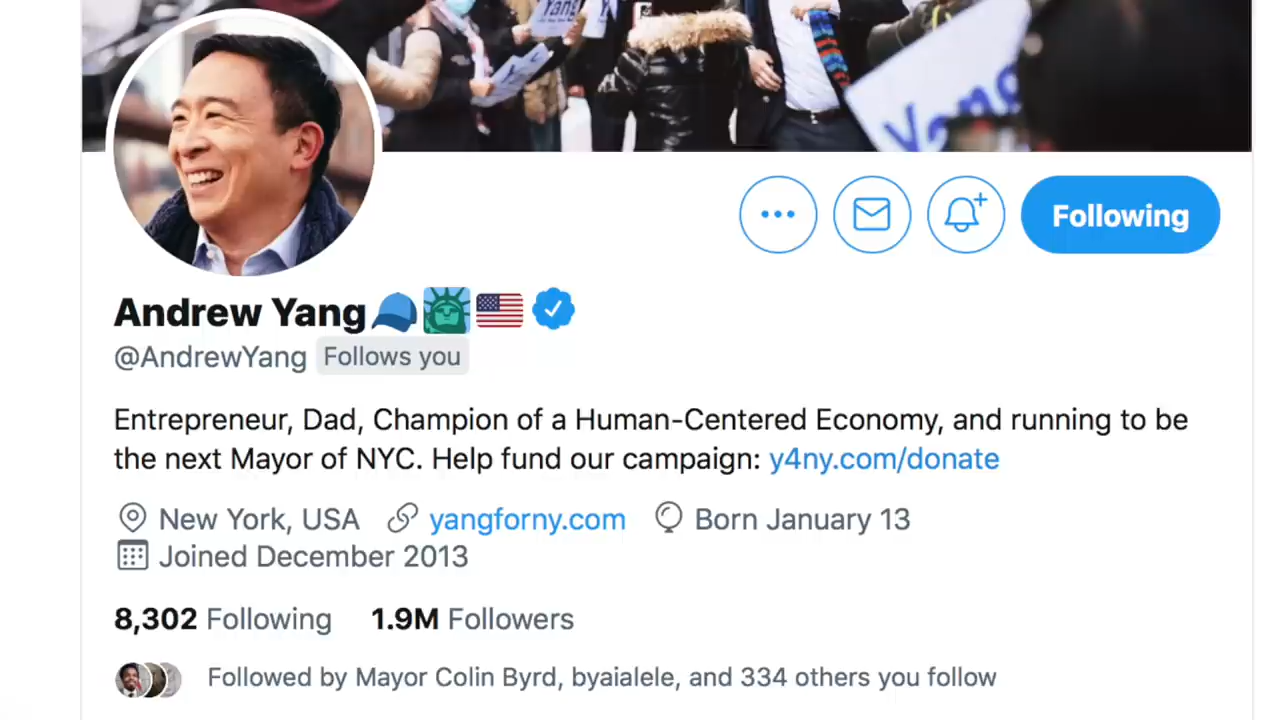 Yang
Yang
Following
Andrew Yang
@AndrewYang Follows you
Entrepreneur, Dad, Champion of a Human-Centered Economy, and running to be
the next Mayor of NYC. Help fund our campaign: y4ny.com/donate
New York, USA yangforny.com Born January 13
Joined December 2013
8,302 Following 1.9M Followers
Followed by Mayor Colin Byrd, byaialele, and 334 others you follow